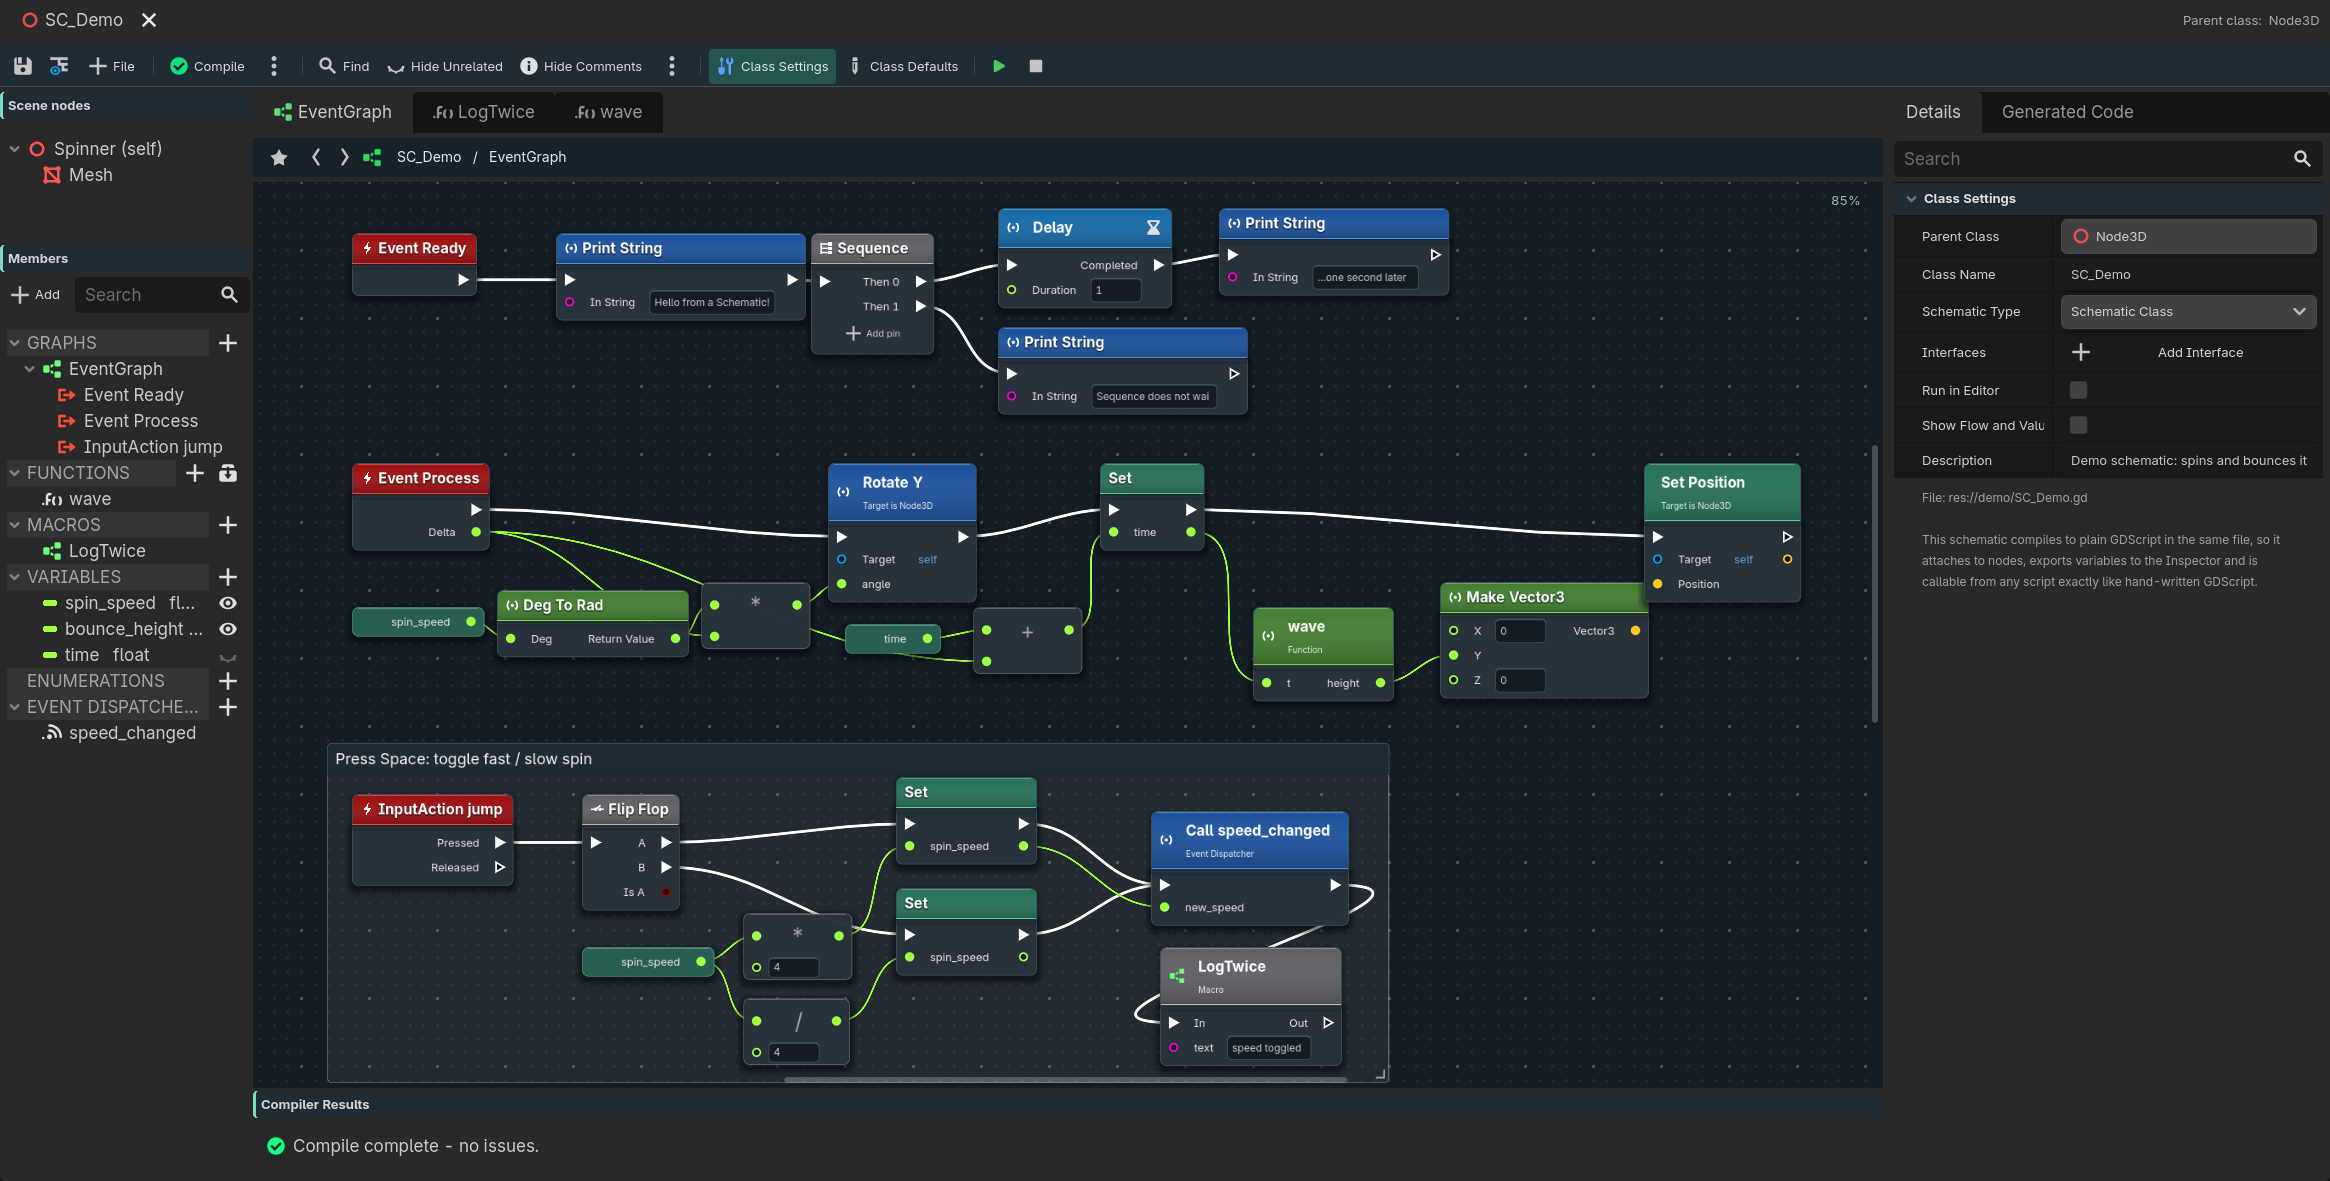 SC_Demo
Parent class: Node3D
File
Compile
Find
Hide Unrelated
Hide Comments
Class Settings
Class Defaults
Scene nodes
Spinner (self)
Mesh
Members
Add
Search
GRAPHS
EventGraph
Event Ready
Event Process
InputAction jump
FUNCTIONS
wave
MACROS
LogTwice
VARIABLES
spin_speed fl...
bounce_height ...
time float
ENUMERATIONS
EVENT DISPATCHE...
speed_changed
EventGraph
LogTwice
wave
SC_Demo / EventGraph
85%
Event Ready
Print String
In String
Hello from a Schematic!
Sequence
Then 0
Then 1
Add pin
Delay
Completed
Duration
1
Print String
In String
...one second later
Print String
In String
Sequence does not wai
Event Process
Delta
spin_speed
Deg To Rad
Deg
Return Value
*
Rotate Y
Target is Node3D
Target
self
angle
time
+
Set
time
wave
Function
t
height
Make Vector3
X
0
Vector3
Y
Z
0
Set Position
Target is Node3D
Target
self
Position
Press Space: toggle fast / slow spin
InputAction jump
Pressed
Released
Flip Flop
A
B
Is A
spin_speed
*
4
/
4
Set
spin_speed
Set
spin_speed
Call speed_changed
Event Dispatcher
new_speed
LogTwice
Macro
In
Out
text
speed toggled
Compiler Results
Compile complete - no issues.
Details
Generated Code
Search
Class Settings
Parent Class
Node3D
Class Name
SC_Demo
Schematic Type
Schematic Class
Interfaces
Add Interface
Run in Editor
Show Flow and Valu
Description
Demo schematic: spins and bounces it
File: res://demo/SC_Demo.gd
This schematic compiles to plain GDScript in the same file, so it
attaches to nodes, exports variables to the Inspector and is
callable from any script exactly like hand-written GDScript.